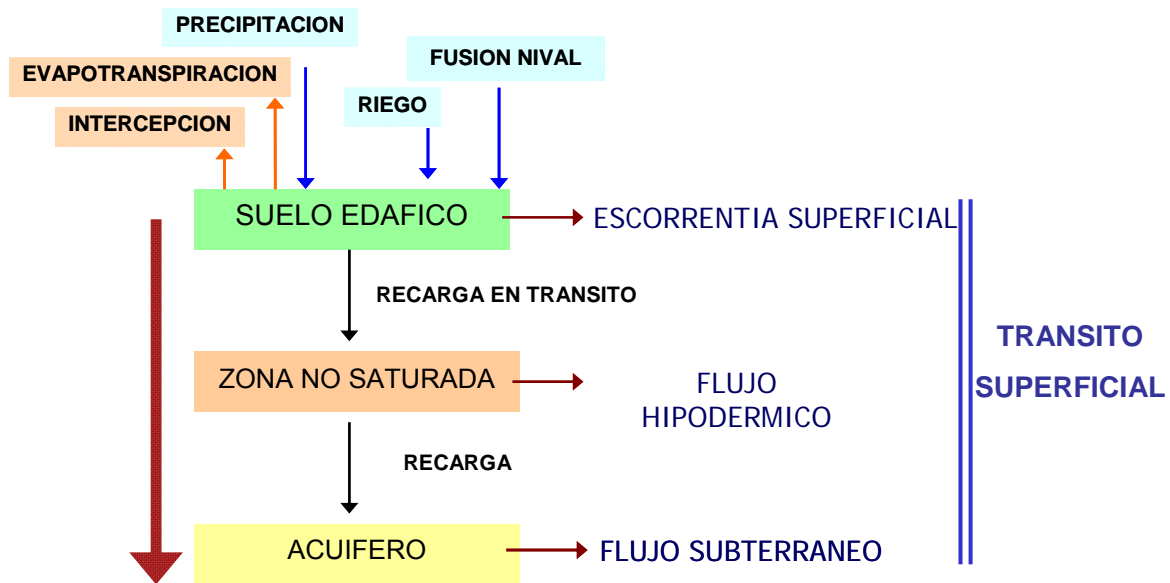 PRECIPITACION
FUSION NIVAL
EVAPOTRANSPIRACION
RIEGO
INTERCEPCION
SUELO EDAFICO
ESCORRENTIA SUPERFICIAL
RECARGA EN TRANSITO
TRANSITO
SUPERFICIAL
ZONA NO SATURADA
FLUJO
HIPODERMICO
RECARGA
ACUIFERO
FLUJO SUBTERRANEO